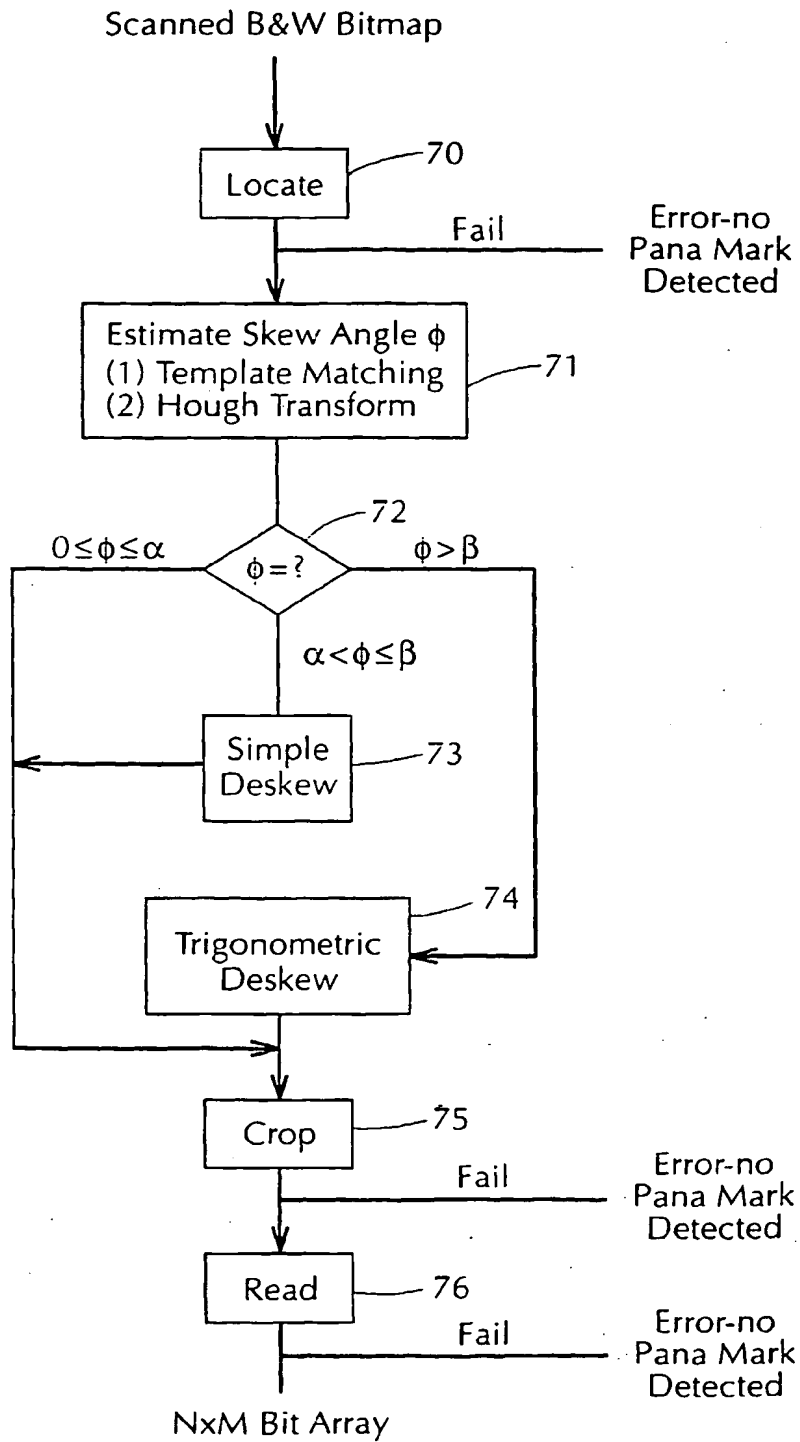 Scanned B&W Bitmap
70
Locate
Fail
Error-no
Pana Mark
Detected
Estimate Skew Angle ϕ
(1) Template Matching
(2) Hough Transform
71
72
0≤ϕ≤α
ϕ=?
ϕ>β
α<ϕ≤β
Simple
Deskew
73
74
Trigonometric
Deskew
Crop
75
Fail
Error-no
Pana Mark
Detected
Read
76
Fail
Error-no
Pana Mark
Detected
NxM Bit Array